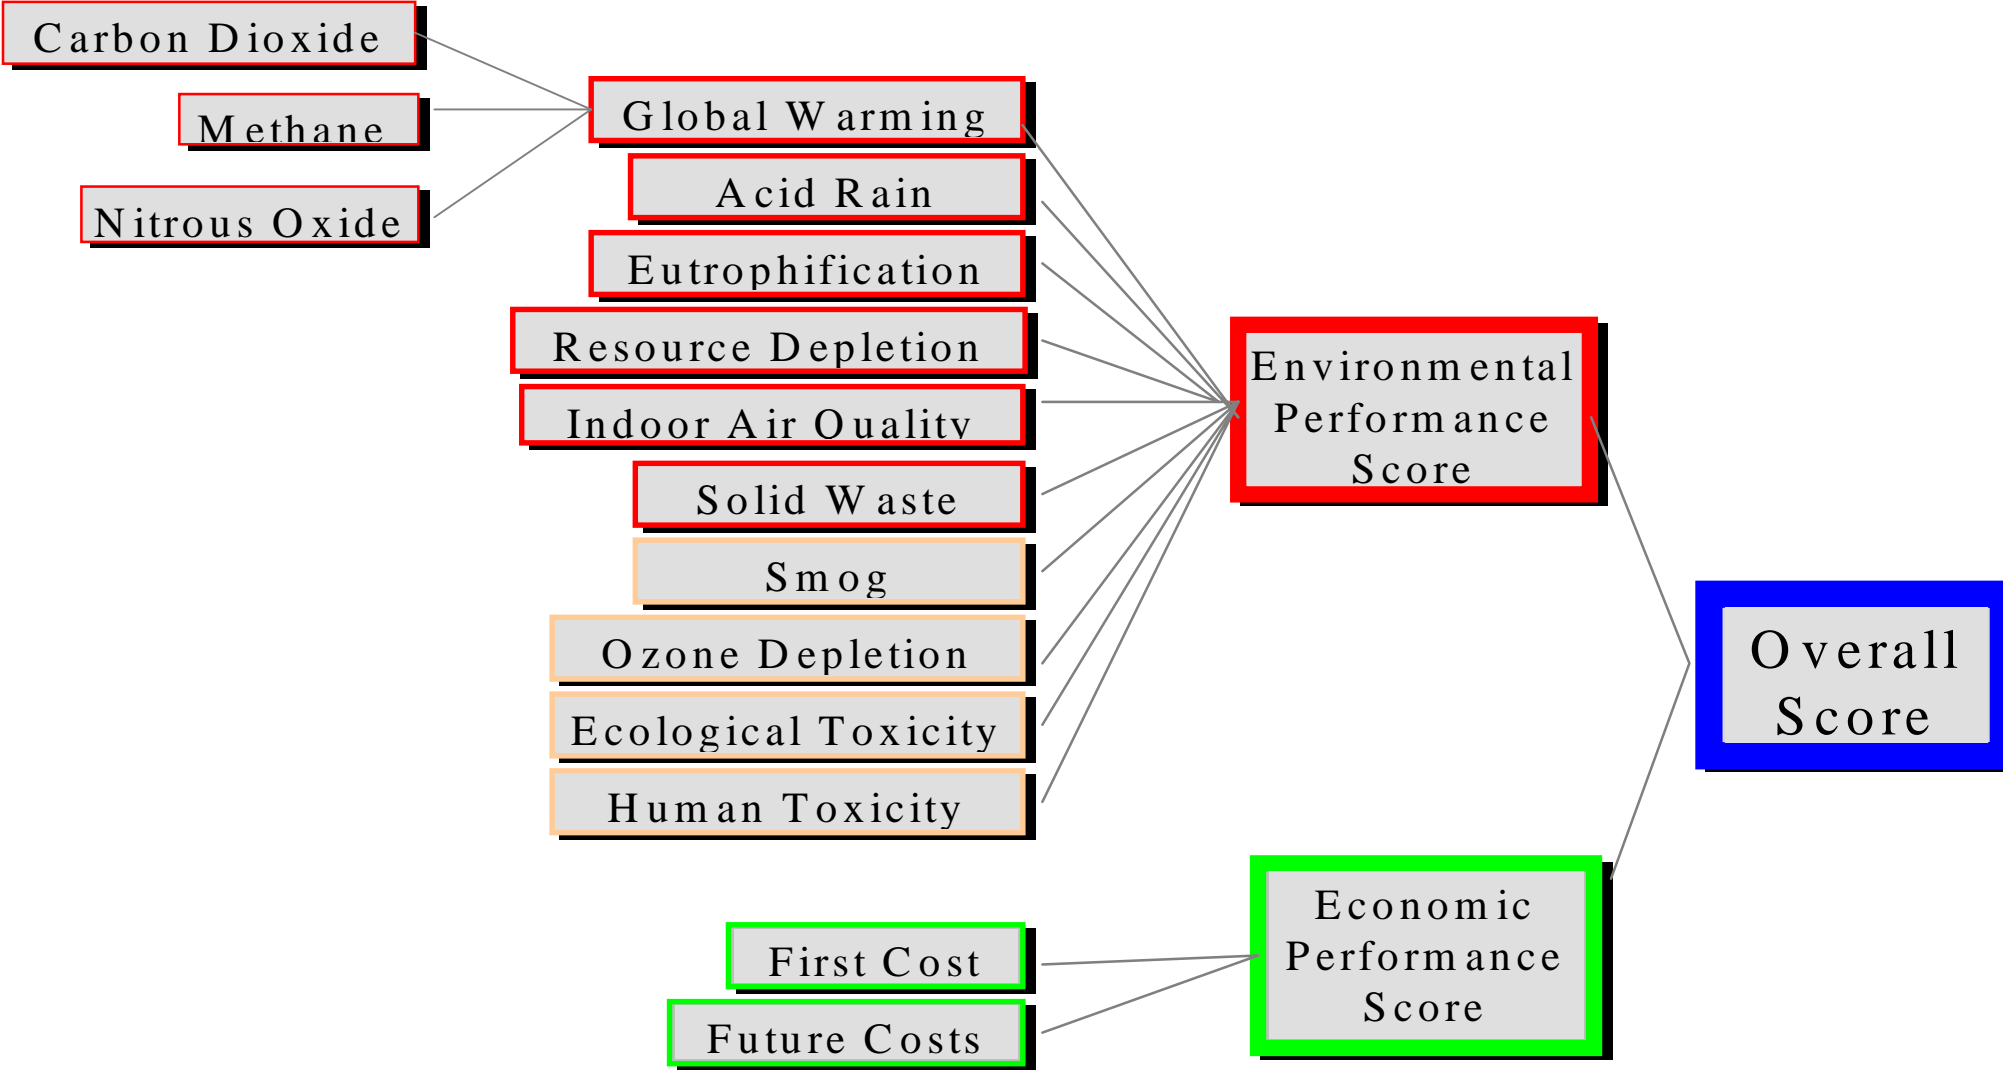 Carbon Dioxide
Methane
Nitrous Oxide
Global Warming
Acid Rain
Eutrophification
Resource Depletion
Indoor Air Quality
Solid Waste
Smog
Ozone Depletion
Ecological Toxicity
Human Toxicity
First Cost
Future Costs
Environmental
Performance
Score
Economic
Performance
Score
Overall
Score